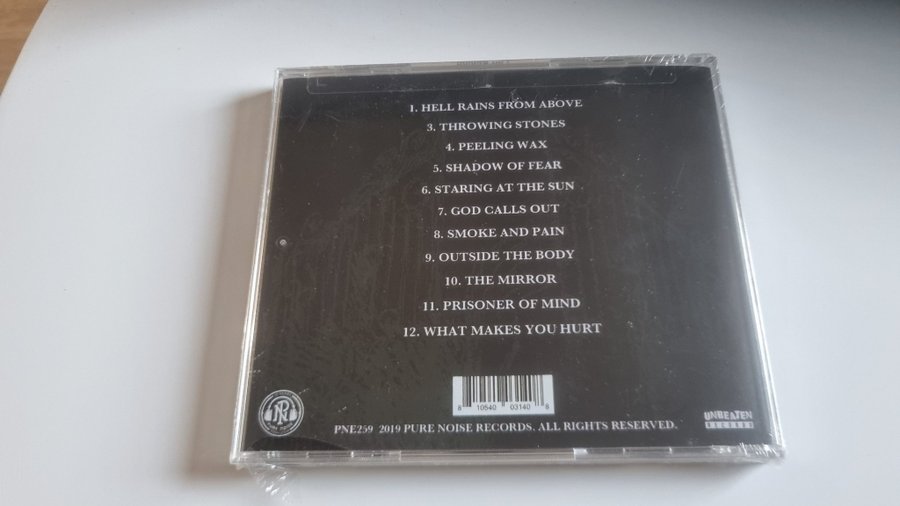 1. HELL RAINS FROM ABOVE
3. THROWING STONES
4. PEELING WAX
5. SHADOW OF FEAR
6. STARING AT THE SUN
7. GOD CALLS OUT
8. SMOKE AND PAIN
9. OUTSIDE THE BODY
10. THE MIRROR
11. PRISONER OF MIND
12. WHAT MAKES YOU HURT
8 10540 03140 8
PNE259 2019 PURE NOISE RECORDS. ALL RIGHTS RESERVED.
UNBEATEN
RECORDS